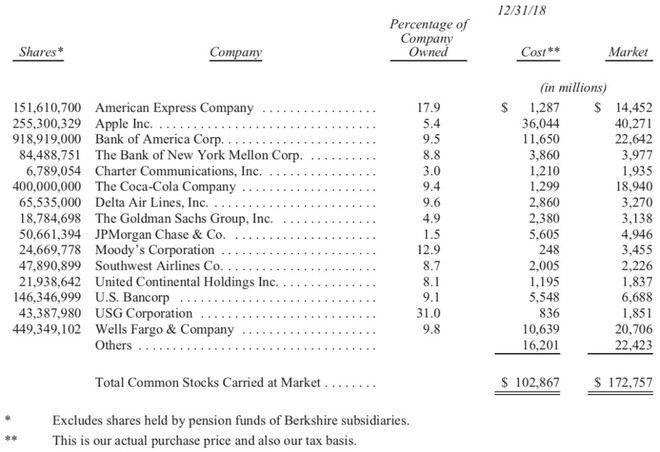 12/31/18
Percentage of
Company
Shares* Company Owned Cost** Market
(in millions)
151,610,700 American Express Company . . . . . . . . . . . . . . . . . 17.9 $ 1,287 $ 14,452
255,300,329 Apple Inc. . . . . . . . . . . . . . . . . . . . . . . . . . . . . . . . . 5.4 36,044 40,271
918,919,000 Bank of America Corp. . . . . . . . . . . . . . . . . . . . . . . 9.5 11,650 22,642
84,488,751 The Bank of New York Mellon Corp. . . . . . . . . . . 8.8 3,860 3,977
6,789,054 Charter Communications, Inc. . . . . . . . . . . . . . . . . 3.0 1,210 1,935
400,000,000 The Coca-Cola Company . . . . . . . . . . . . . . . . . . . . 9.4 1,299 18,940
65,535,000 Delta Air Lines, Inc. . . . . . . . . . . . . . . . . . . . . . . . . 9.6 2,860 3,270
18,784,698 The Goldman Sachs Group, Inc. . . . . . . . . . . . . . . 4.9 2,380 3,138
50,661,394 JPMorgan Chase & Co. . . . . . . . . . . . . . . . . . . . . . 1.5 5,605 4,946
24,669,778 Moody's Corporation . . . . . . . . . . . . . . . . . . . . . . . 12.9 248 3,455
47,890,899 Southwest Airlines Co. . . . . . . . . . . . . . . . . . . . . . . 8.7 2,005 2,226
21,938,642 United Continental Holdings Inc. . . . . . . . . . . . . . . 8.1 1,195 1,837
146,346,999 U.S. Bancorp . . . . . . . . . . . . . . . . . . . . . . . . . . . . . 9.1 5,548 6,688
43,387,980 USG Corporation . . . . . . . . . . . . . . . . . . . . . . . . . . 31.0 836 1,851
449,349,102 Wells Fargo & Company . . . . . . . . . . . . . . . . . . . . 9.8 10,639 20,706
Others . . . . . . . . . . . . . . . . . . . . . . . . . . . . . . . . . . . 16,201 22,423
Total Common Stocks Carried at Market . . . . . . . . $ 102,867 $ 172,757
* Excludes shares held by pension funds of Berkshire subsidiaries.
** This is our actual purchase price and also our tax basis.